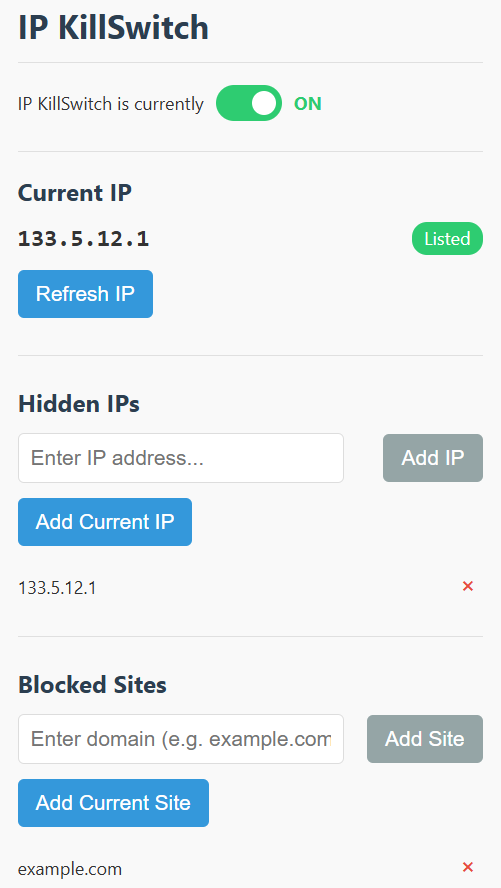 IP KillSwitch
IP KillSwitch is currently ON
Current IP
133.5.12.1 Listed
Refresh IP
Hidden IPs
Enter IP address... Add IP
Add Current IP
133.5.12.1 ×
Blocked Sites
Enter domain (e.g. example.com Add Site
Add Current Site
example.com ×